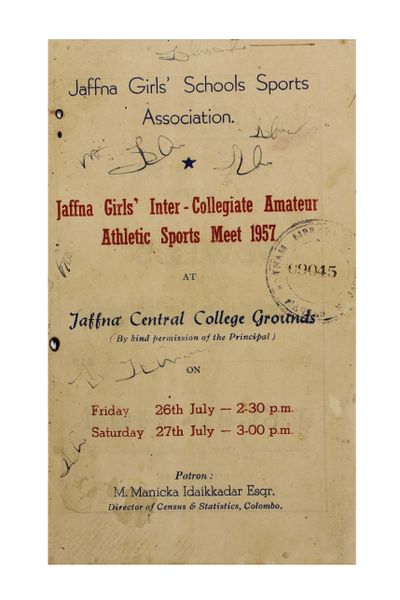 Jaffna Girls' Schools Sports
Association.
★
Jaffna Girls' Inter-Collegiate Amateur
Athletic Sports Meet 1957
09045
AT
Jaffna Central College Grounds
(By kind permission of the Principal)
ON
Friday 26th July — 2-30 p.m.
Saturday 27th July — 3-00 p.m.
Patron :
M. Manicka Idaikkadar Esqr.
Director of Census & Statistics, Colombo.